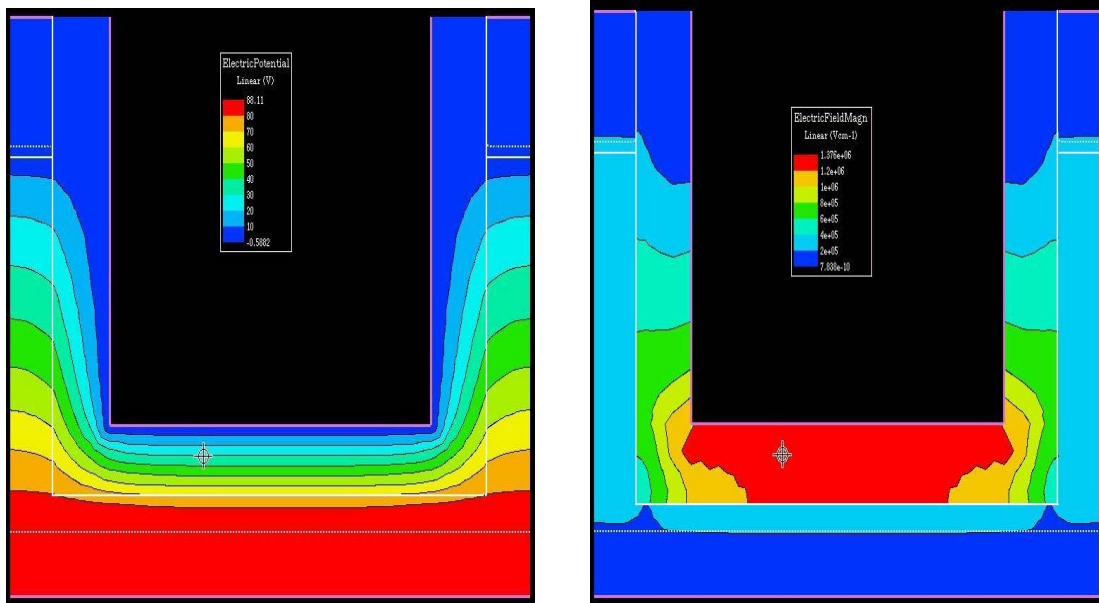 ElectricPotential
Linear (V)
88.11
80
70
60
50
40
30
20
10
-0.5882
ElectricFieldMagn
Linear (Vcm-1)
1.376e+06
1.2e+06
1e+06
8e+05
6e+05
4e+05
2e+05
7.838e-10